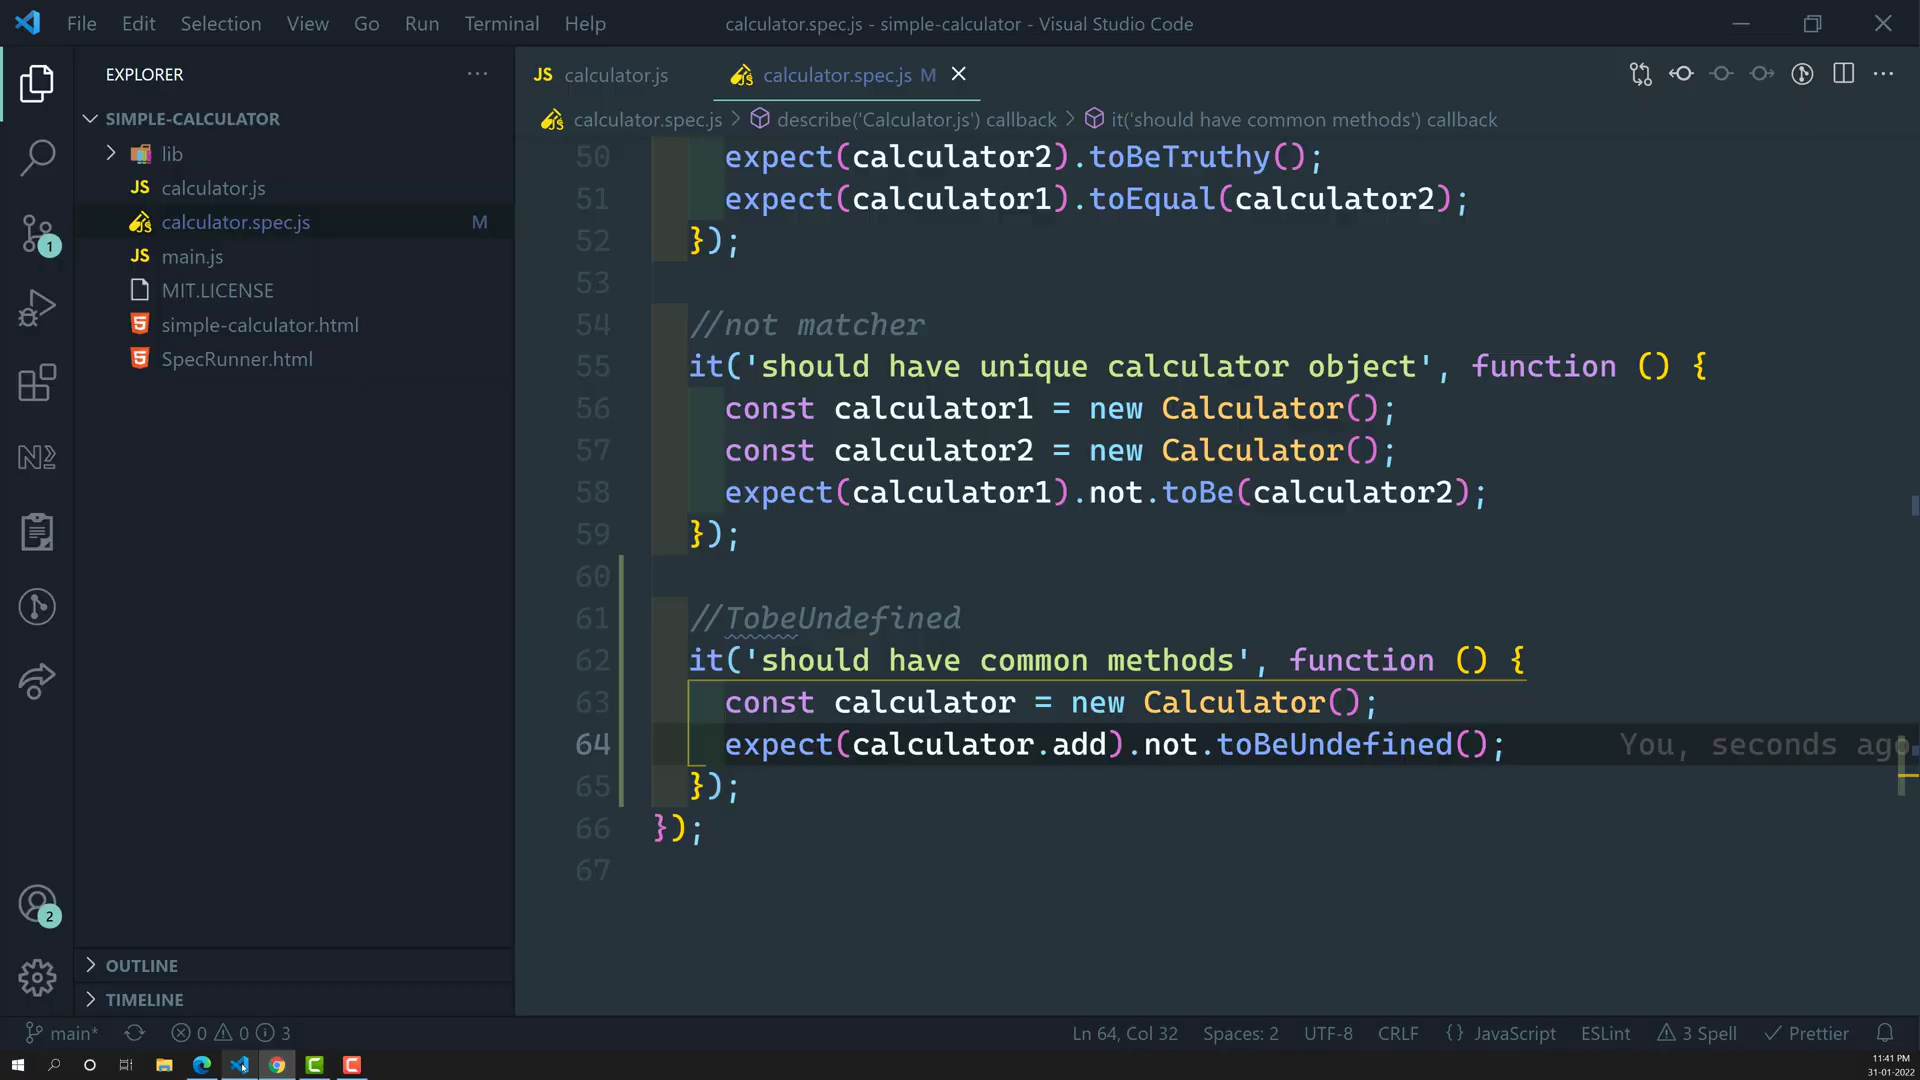 File Edit Selection View Go Run Terminal Help
calculator.spec.js - simple-calculator - Visual Studio Code
EXPLORER
SIMPLE-CALCULATOR
lib
JS calculator.js
calculator.spec.js M
JS main.js
MIT.LICENSE
5 simple-calculator.html
5 SpecRunner.html
OUTLINE
TIMELINE
1
2
JS calculator.js
calculator.spec.js M
calculator.spec.js > describe('Calculator.js') callback > it('should have common methods') callback
50 expect(calculator2).toBeTruthy();
51 expect(calculator1).toEqual(calculator2);
52 });
53
54 //not matcher
55 it('should have unique calculator object', function () {
56 const calculator1 = new Calculator();
57 const calculator2 = new Calculator();
58 expect(calculator1).not.toBe(calculator2);
59 });
60
61 //TobeUndefined
62 it('should have common methods', function () {
63 const calculator = new Calculator();
64 expect(calculator.add).not.toBeUndefined(); You, seconds ago
65 });
66 });
67
main* 0 0 3 Ln 64, Col 32 Spaces: 2 UTF-8 CRLF {} JavaScript ESLint 3 Spell Prettier
11:41 PM
31-01-2022